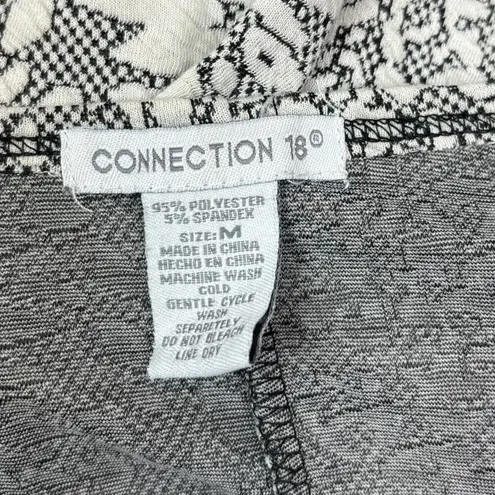 CONNECTION 18®
95% POLYESTER
5% SPANDEX
SIZE: M
MADE IN CHINA
HECHO EN CHINA
MACHINE WASH
COLD
GENTLE CYCLE
WASH
SEPARETELY
DO NOT BLEACH
LINE DRY